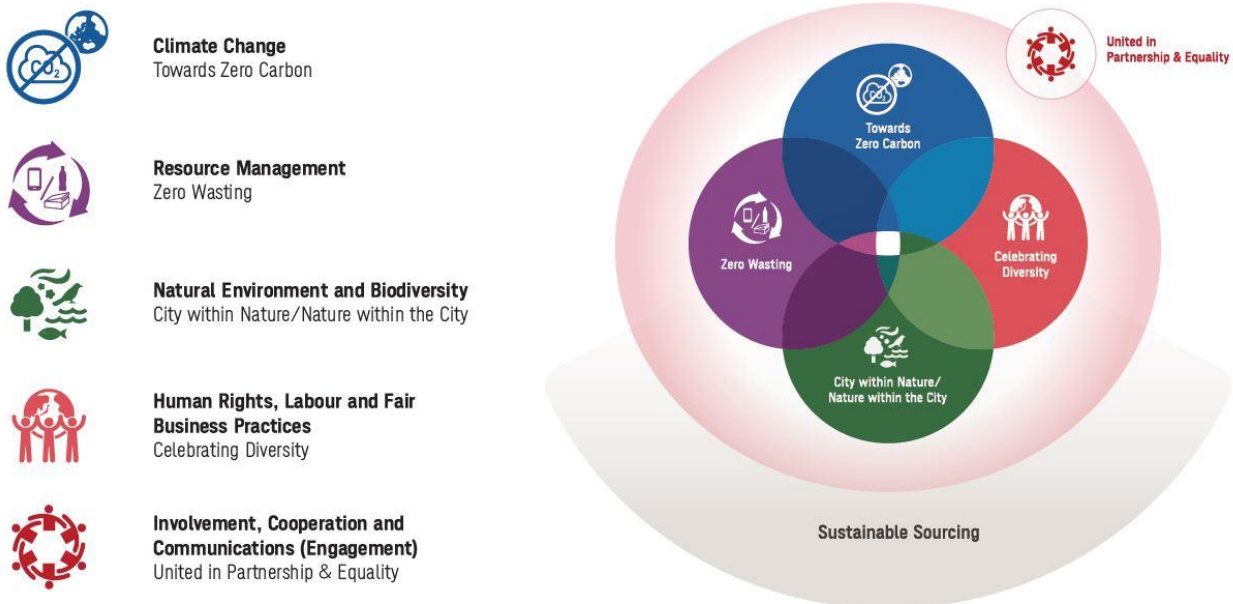 Climate Change
Towards Zero Carbon
Resource Management
Zero Wasting
Natural Environment and Biodiversity
City within Nature/Nature within the City
Human Rights, Labour and Fair
Business Practices
Celebrating Diversity
Involvement, Cooperation and
Communications (Engagement)
United in Partnership & Equality
CO2
CO2
United in
Partnership & Equality
Towards
Zero Carbon
Zero Wasting
Celebrating
Diversity
City within Nature/
Nature within the City
Sustainable Sourcing